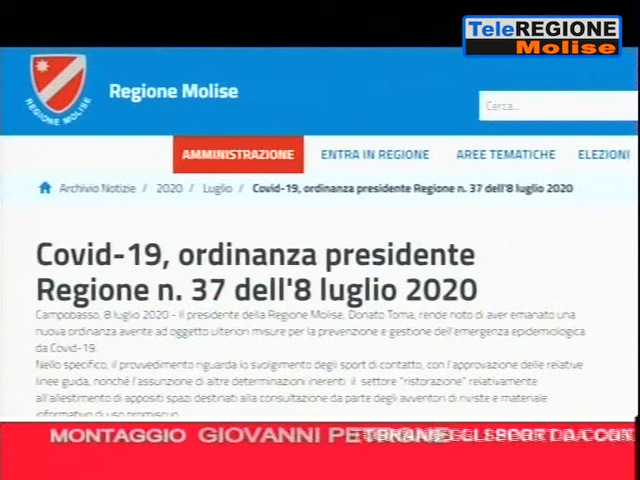 TeleREGIONE
Molise
REGIONE MOLISE
Regione Molise
Cerca...
AMMINISTRAZIONE ENTRA IN REGIONE AREE TEMATICHE ELEZIONI
Archivio Notizie / 2020 / Luglio / Covid-19, ordinanza presidente Regione n. 37 dell'8 luglio 2020
Covid-19, ordinanza presidente
Regione n. 37 dell'8 luglio 2020
Campobasso, 8 luglio 2020 - Il presidente della Regione Molise, Donato Toma, rende noto di aver emanato una
nuova ordinanza avente ad oggetto ulteriori misure per la prevenzione e gestione dell'emergenza epidemiologica
da Covid-19.
Nello specifico, il provvedimento riguarda lo svolgimento degli sport di contatto, con l'approvazione delle relative
linee guida, nonché l'assunzione di altre determinazioni inerenti il settore "ristorazione" relativamente
all'allestimento di appositi spazi destinati alla consultazione da parte degli avventori di riviste e materiale
informativo di uso promiscuo
MONTAGGIO GIOVANNI PETRONE